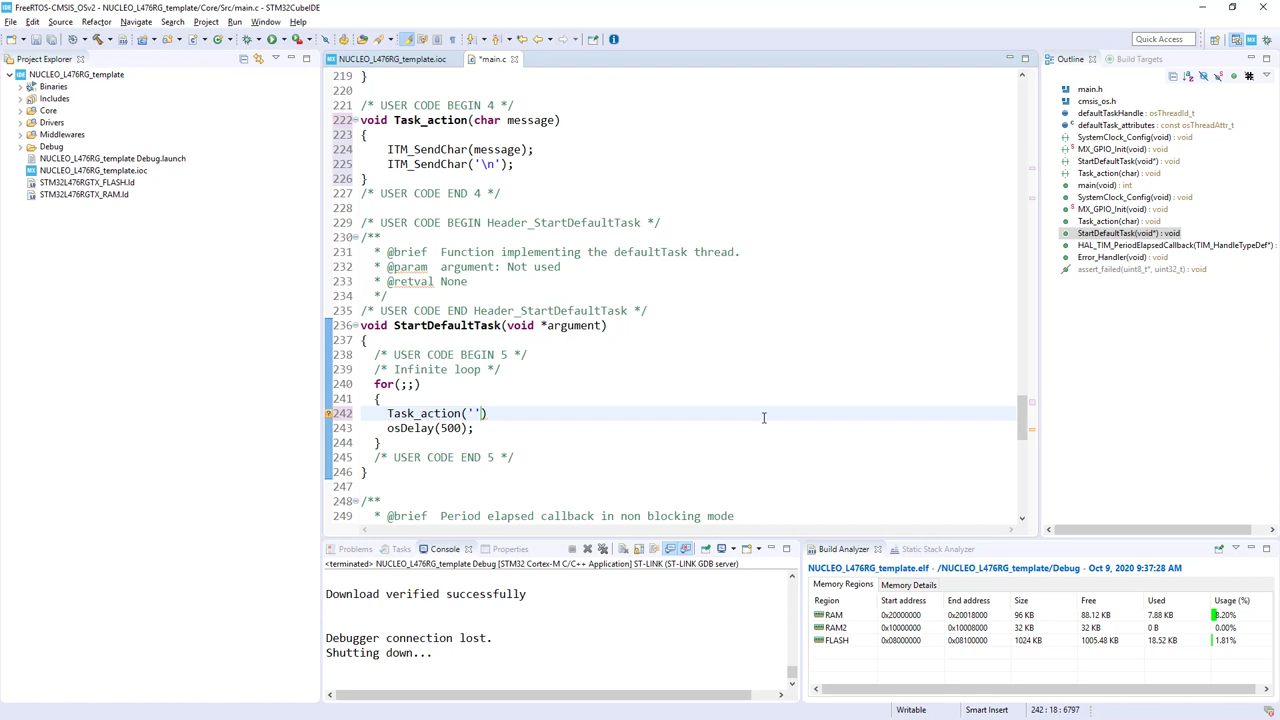 FreeRTOS-CMSIS_OSv2 - NUCLEO_L476RG_template/Core/Src/main.c - STM32CubeIDE
File Edit Source Refactor Navigate Search Project Run Window Help
Quick Access
Project Explorer
NUCLEO_L476RG_template
Binaries
Includes
Core
Drivers
Middlewares
Debug
NUCLEO_L476RG_template Debug.launch
NUCLEO_L476RG_template.ioc
STM32L476RGTX_FLASH.ld
STM32L476RGTX_RAM.ld
NUCLEO_L476RG_template.ioc
*main.c
219 }
220
221 /* USER CODE BEGIN 4 */
222 void Task_action(char message)
223 {
224 ITM_SendChar(message);
225 ITM_SendChar('\n');
226 }
227 /* USER CODE END 4 */
228
229 /* USER CODE BEGIN Header_StartDefaultTask */
230 /**
231 * @brief Function implementing the defaultTask thread.
232 * @param argument: Not used
233 * @retval None
234 */
235 /* USER CODE END Header_StartDefaultTask */
236 void StartDefaultTask(void *argument)
237 {
238 /* USER CODE BEGIN 5 */
239 /* Infinite loop */
240 for(;;)
241 {
242 Task_action('')
243 osDelay(500);
244 }
245 /* USER CODE END 5 */
246 }
247
248 /**
249 * @brief Period elapsed callback in non blocking mode
Outline
Build Targets
main.h
cmsis_os.h
defaultTaskHandle : osThreadId_t
defaultTask_attributes : const osThreadAttr_t
SystemClock_Config(void) : void
MX_GPIO_Init(void) : void
StartDefaultTask(void*) : void
Task_action(char) : void
main(void) : int
SystemClock_Config(void) : void
MX_GPIO_Init(void) : void
Task_action(char) : void
StartDefaultTask(void*) : void
HAL_TIM_PeriodElapsedCallback(TIM_HandleTypeDef*) :
Error_Handler(void) : void
assert_failed(uint8_t*, uint32_t) : void
Problems Tasks Console Properties
<terminated> NUCLEO_L476RG_template Debug [STM32 Cortex-M C/C++ Application] ST-LINK (ST-LINK GDB server)
Download verified successfully
Debugger connection lost.
Shutting down...
Build Analyzer
Static Stack Analyzer
NUCLEO_L476RG_template.elf - /NUCLEO_L476RG_template/Debug - Oct 9, 2020 9:37:28 AM
Memory Regions Memory Details
Region Start address End address Size Free Used Usage (%)
RAM 0x20000000 0x20018000 96 KB 88.12 KB 7.88 KB 8.20%
RAM2 0x10000000 0x10008000 32 KB 32 KB 0 B 0.00%
FLASH 0x08000000 0x08100000 1024 KB 1005.48 KB 18.52 KB 1.81%
Writable Smart Insert 242 : 18 : 6797